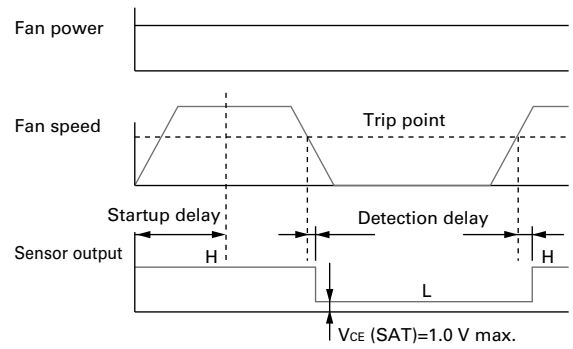 Fan power
Fan speed
Trip point
Startup delay
Detection delay
Sensor output
H
H
L
VCE (SAT)=1.0 V max.